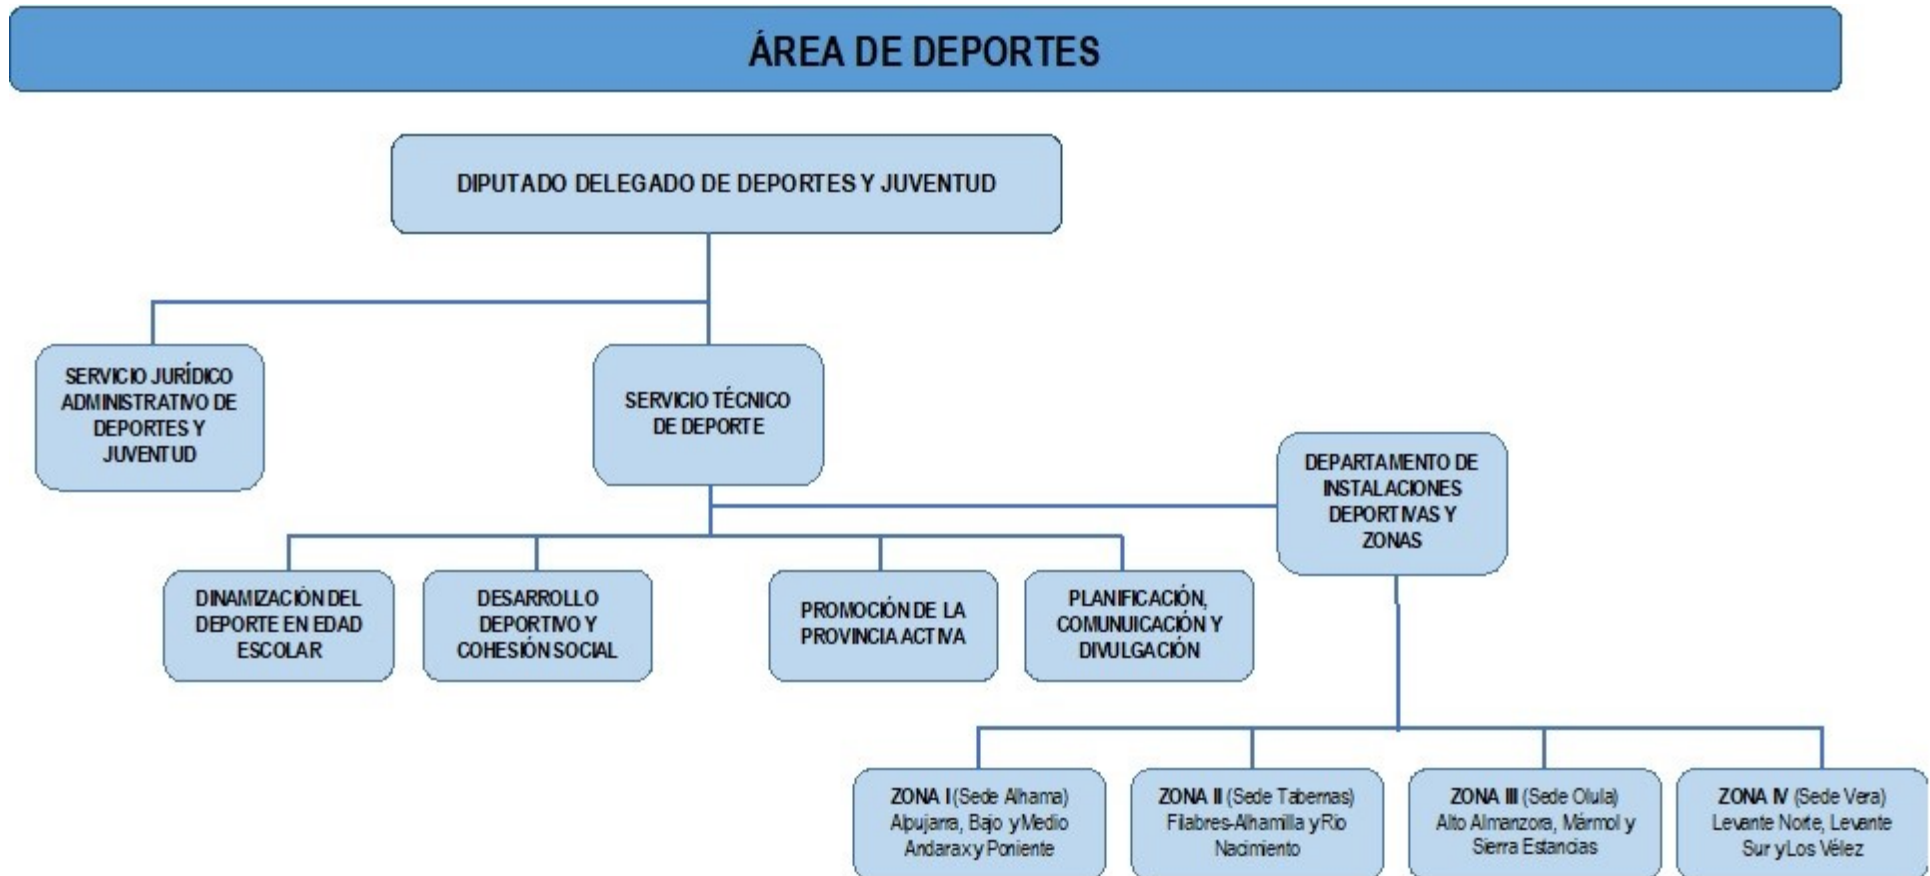 ÁREA DE DEPORTES
DIPUTADO DELEGADO DE DEPORTES Y JUVENTUD
SERVICIO JURÍDICO
ADMINISTRATIVO DE
DEPORTES Y
JUVENTUD
SERVICIO TÉCNICO
DE DEPORTE
DEPARTAMENTO DE
INSTALACIONES
DEPORTIVAS Y
ZONAS
DINAMIZACIÓN DEL
DEPORTE EN EDAD
ESCOLAR
DESARROLLO
DEPORTIVO Y
COHESIÓN SOCIAL
PROMOCIÓN DE LA
PROVINCIA ACTIVA
PLANIFICACIÓN,
COMUNUICACIÓN Y
DIVULGACIÓN
ZONA I (Sede Alhama)
Alpujarra, Bajo y Medio
Andarax y Poniente
ZONA II (Sede Tabernas)
Filabres-Alhamilla y Rio
Nacimiento
ZONA III (Sede Olula)
Alto Almanzora, Mármol y
Sierra Estancias
ZONA IV (Sede Vera)
Levante Norte, Levante
Sur y Los Vélez